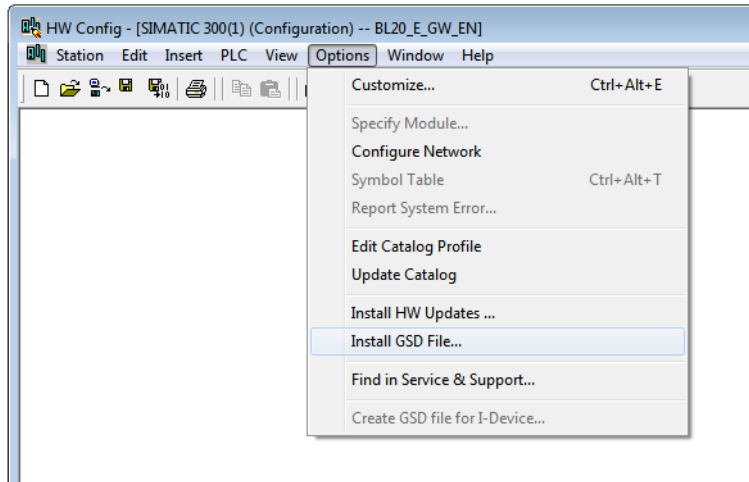 HW Config - [SIMATIC 300(1) (Configuration) -- BL20_E_GW_EN]
Station Edit Insert PLC View Options Window Help
Customize... Ctrl+Alt+E
Specify Module...
Configure Network
Symbol Table Ctrl+Alt+T
Report System Error...
Edit Catalog Profile
Update Catalog
Install HW Updates ...
Install GSD File...
Find in Service & Support...
Create GSD file for I-Device...